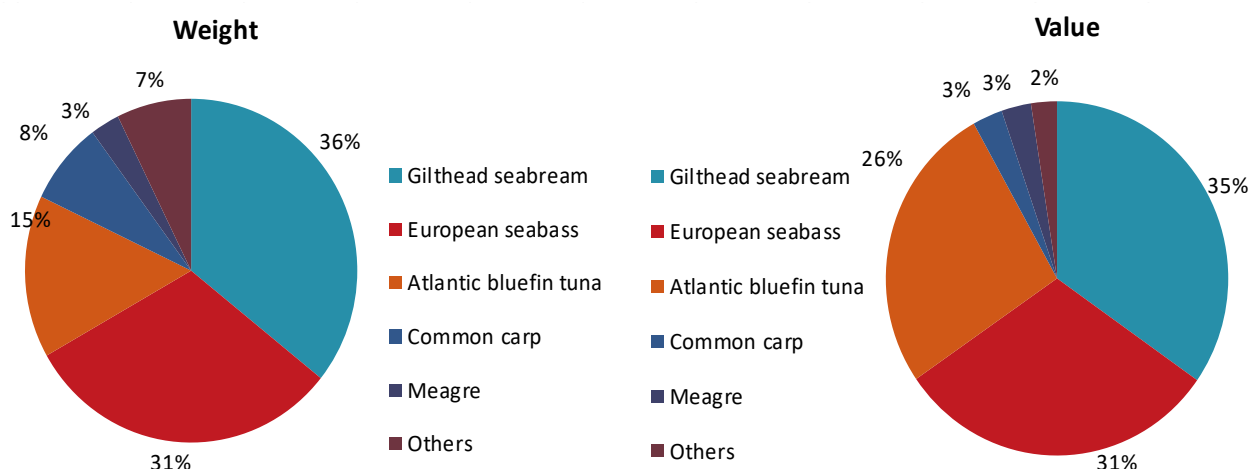 Weight
7%
3%
8%
36%
15%
31%
Gilthead seabream
European seabass
Atlantic bluefin tuna
Common carp
Meagre
Others
Value
2%
3%
3%
26%
35%
31%
Gilthead seabream
European seabass
Atlantic bluefin tuna
Common carp
Meagre
Others